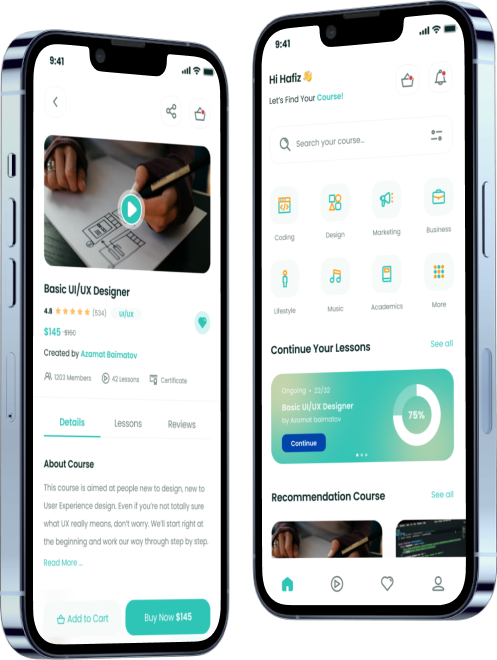 9:41
Basic UI/UX Designer
4.8 (534) UI/UX
$145 $160
Created by Azamat Baimatov
1203 Members 42 Lessons Certificate
Details Lessons Reviews
About Course
This course is aimed at people new to design, new to
User Experience design. Even if you're not totally sure
what UX really means, don't worry. We'll start right at
the beginning and work our way through step by step.
Read More ...
Add to Cart Buy Now $145
9:41
Hi Hafiz 👋
Let's Find Your Course!
Search your course...
Coding Design Marketing Business
Lifestyle Music Academics More
Continue Your Lessons See all
Ongoing • 22/32
Basic UI/UX Designer
by Azamat baimatov
Continue
75%
Recommendation Course See all